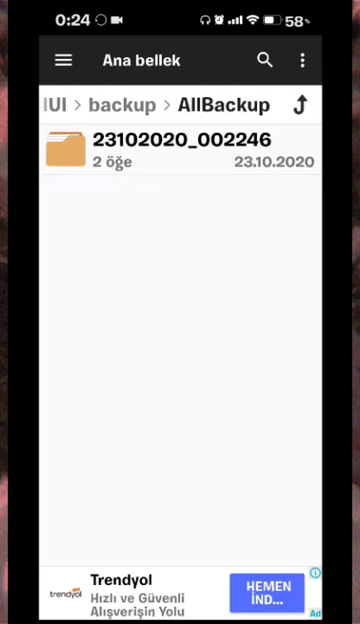 0:24 58%
Ana bellek
IUI > backup > AllBackup
23102020_002246
2 öğe 23.10.2020
Trendyol
trendyol
Hızlı ve Güvenli
Alışverişin Yolu
HEMEN
İND...
Ad